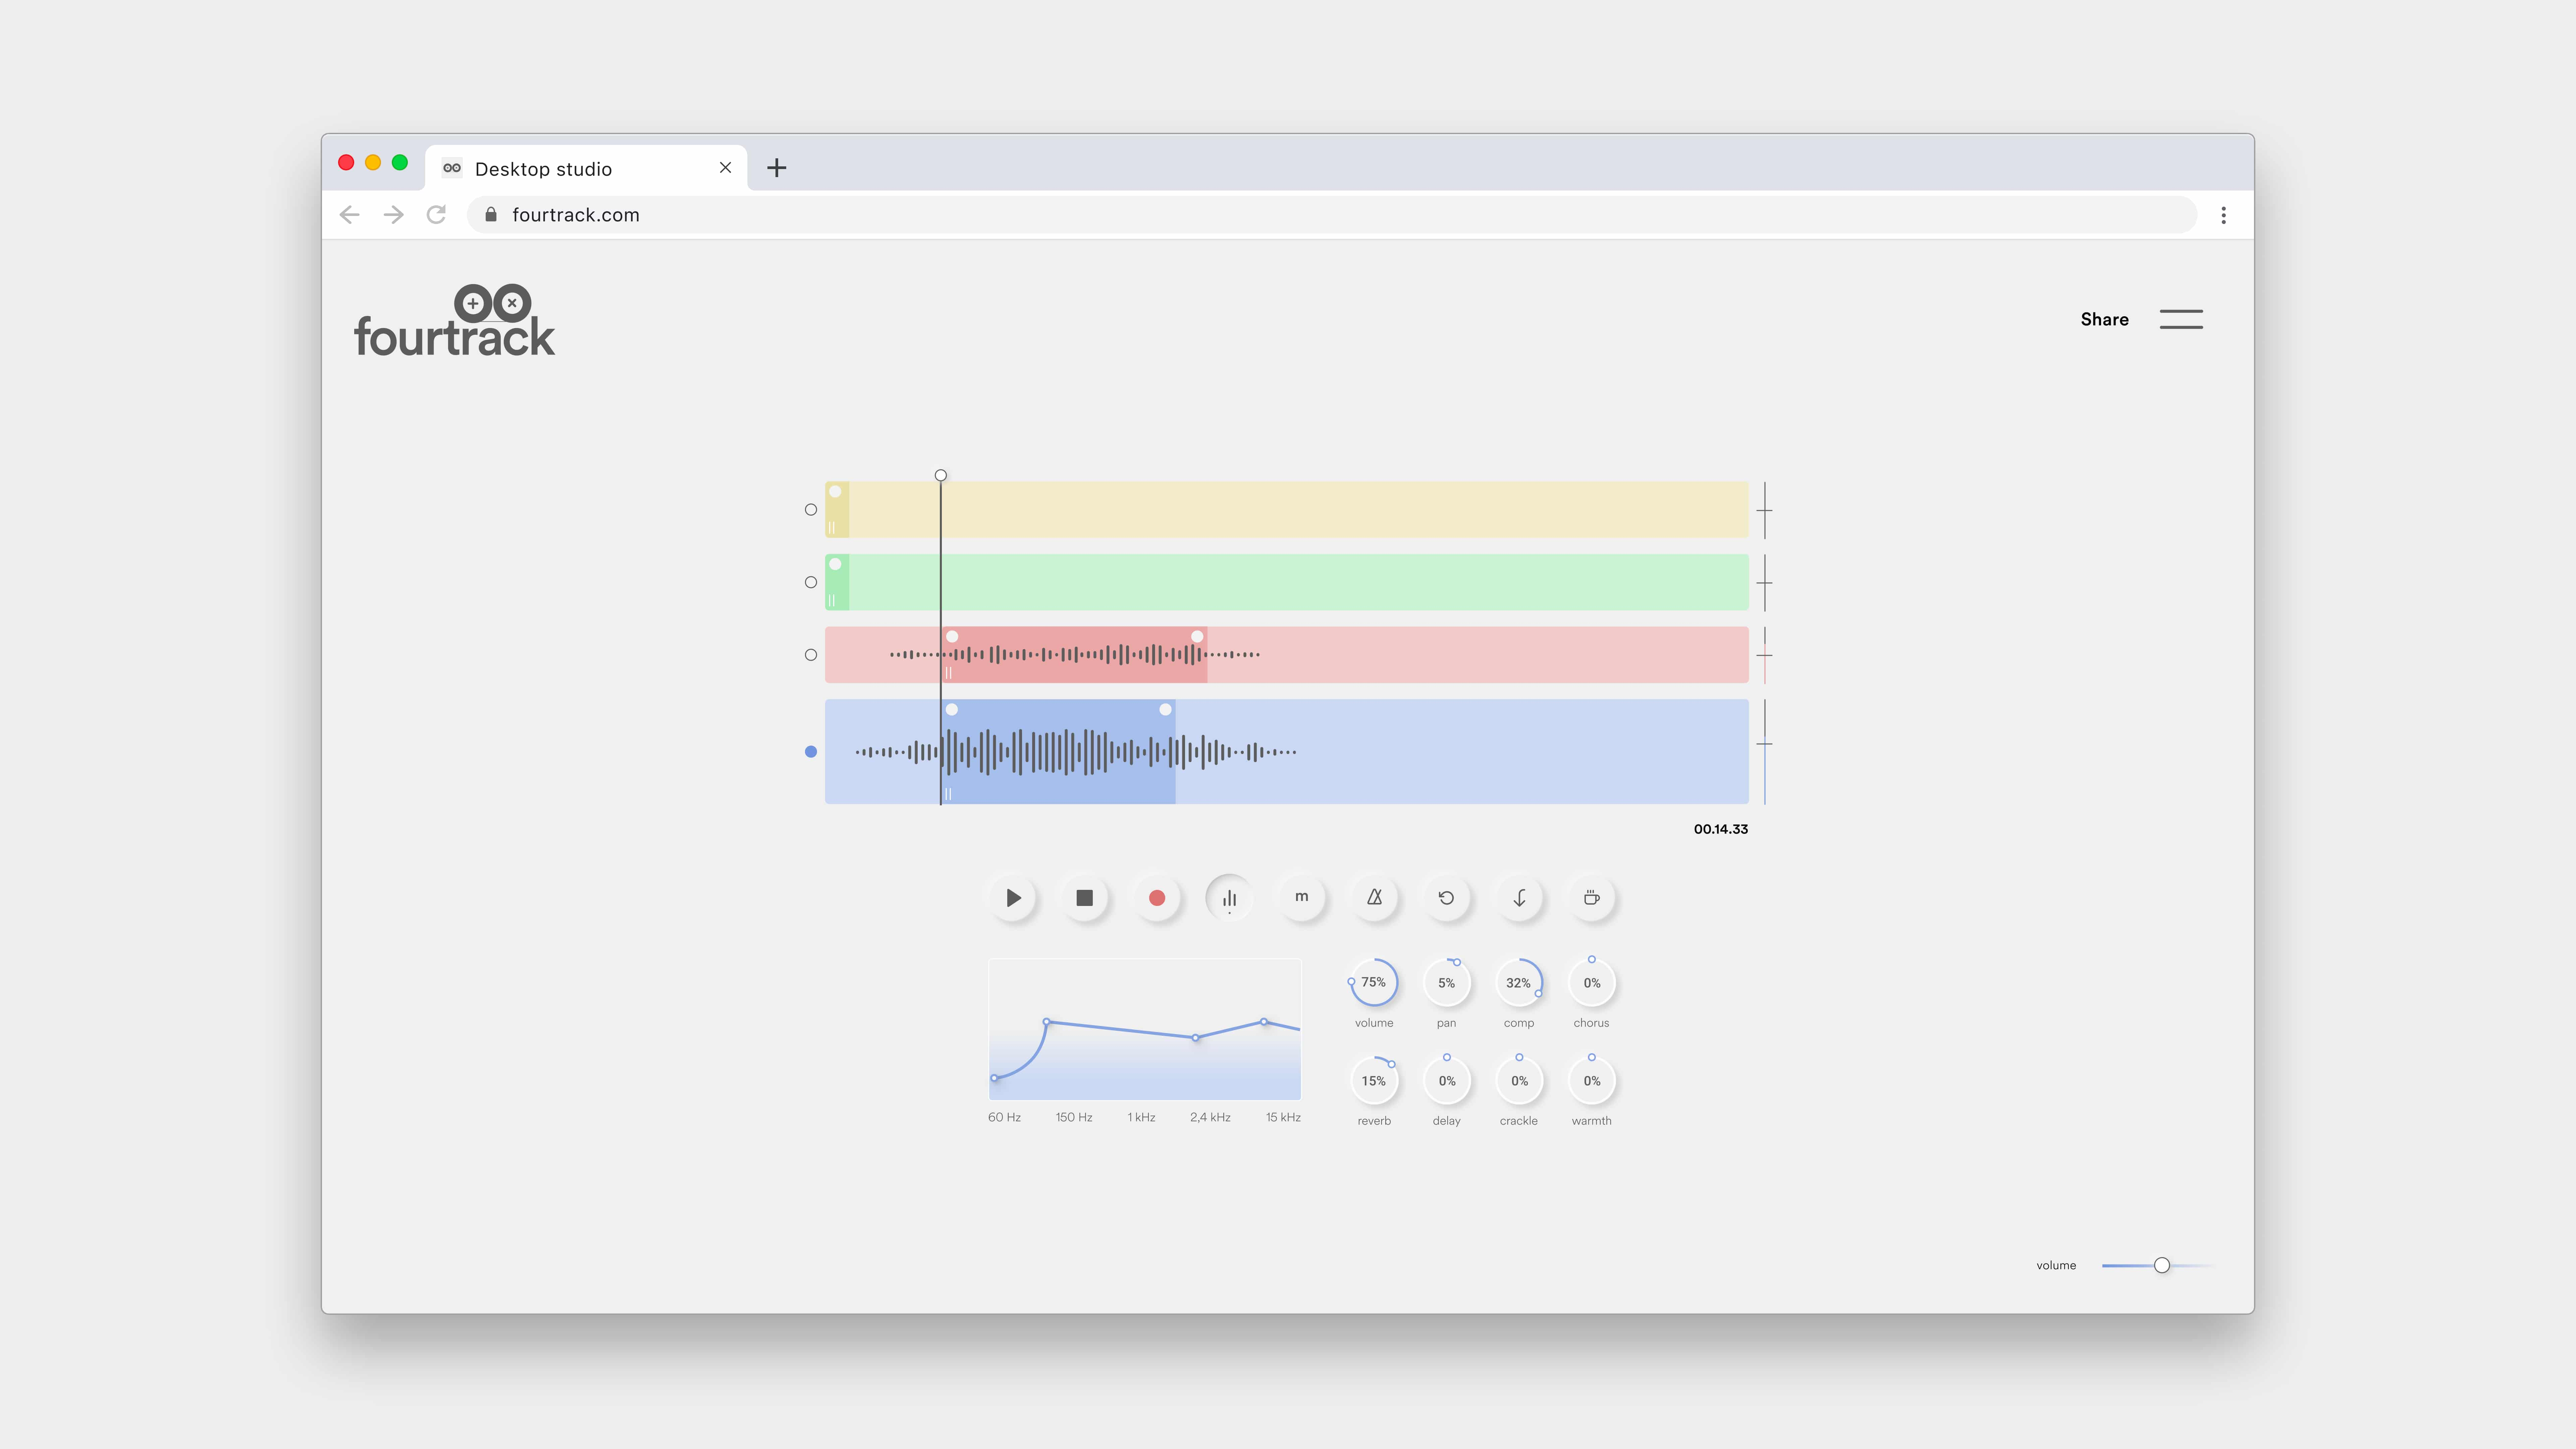 Desktop studio
fourtrack.com
fourtrack
Share
00.14.33
m
75% 5% 32% 0%
volume pan comp chorus
15% 0% 0% 0%
reverb delay crackle warmth
60 Hz 150 Hz 1 kHz 2,4 kHz 15 kHz
volume